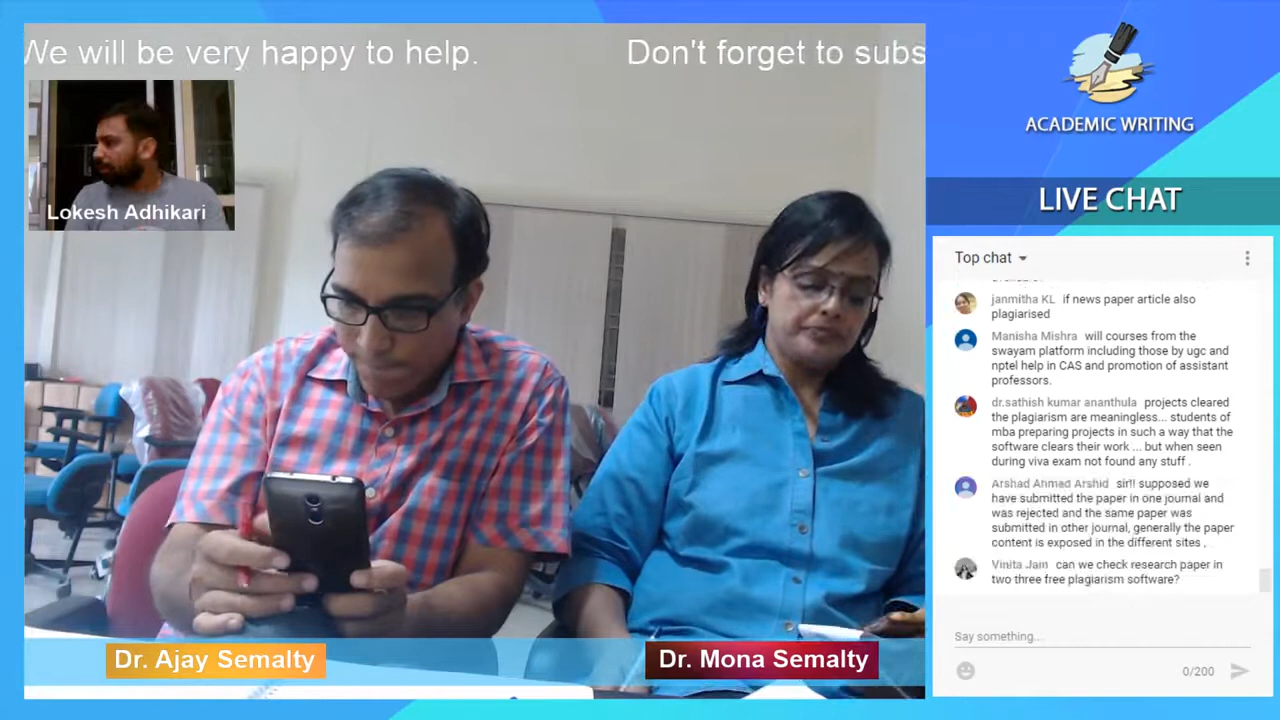 We will be very happy to help. Don't forget to subs
Lokesh Adhikari
Dr. Ajay Semalty
Dr. Mona Semalty
ACADEMIC WRITING
LIVE CHAT
Top chat
janmitha KL if news paper article also
plagiarised
Manisha Mishra will courses from the
swayam platform including those by ugc and
nptel help in CAS and promotion of assistant
professors.
dr.sathish kumar ananthula projects cleared
the plagiarism are meaningless... students of
mba preparing projects in such a way that the
software clears their work ... but when seen
during viva exam not found any stuff .
Arshad Ahmad Arshid sir!! supposed we
have submitted the paper in one journal and
was rejected and the same paper was
submitted in other journal, generally the paper
content is exposed in the different sites ,
Vinita Jain can we check research paper in
two three free plagiarism software?
Say something...
0/200